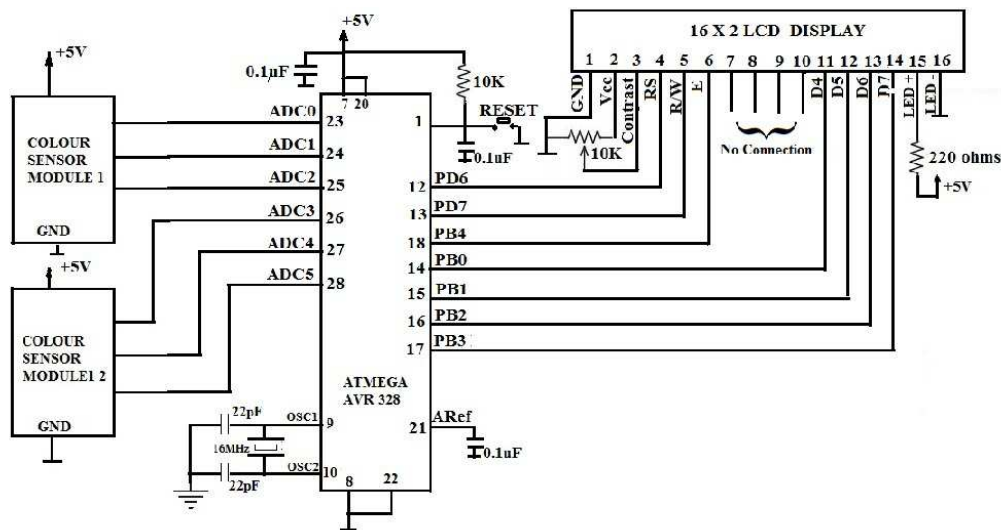 +5V
+5V
0.1uF
10K
7 20
16 X 2 LCD DISPLAY
1 2 3 4 5 6 7 8 9 10 11 12 13 14 15 16
GND
Vcc
Contrast
RS
R/W
E
D4
D5
D6
D7
LED +
LED-
No Connection
10K
220 ohms
+5V
COLOUR
SENSOR
MODULE 1
GND
ADC0
23
ADC1
24
ADC2
25
ADC3
26
ADC4
27
ADC5
28
1
RESET
0.1uF
12
PD6
13
PD7
18
PB4
14
PB0
15
PB1
16
PB2
17
PB3
+5V
COLOUR
SENSOR
MODULE1 2
GND
ATMEGA
AVR 328
22pF
OSC1
9
16MHz
OSC2
10
22pF
21
ARef
0.1uF
8
22